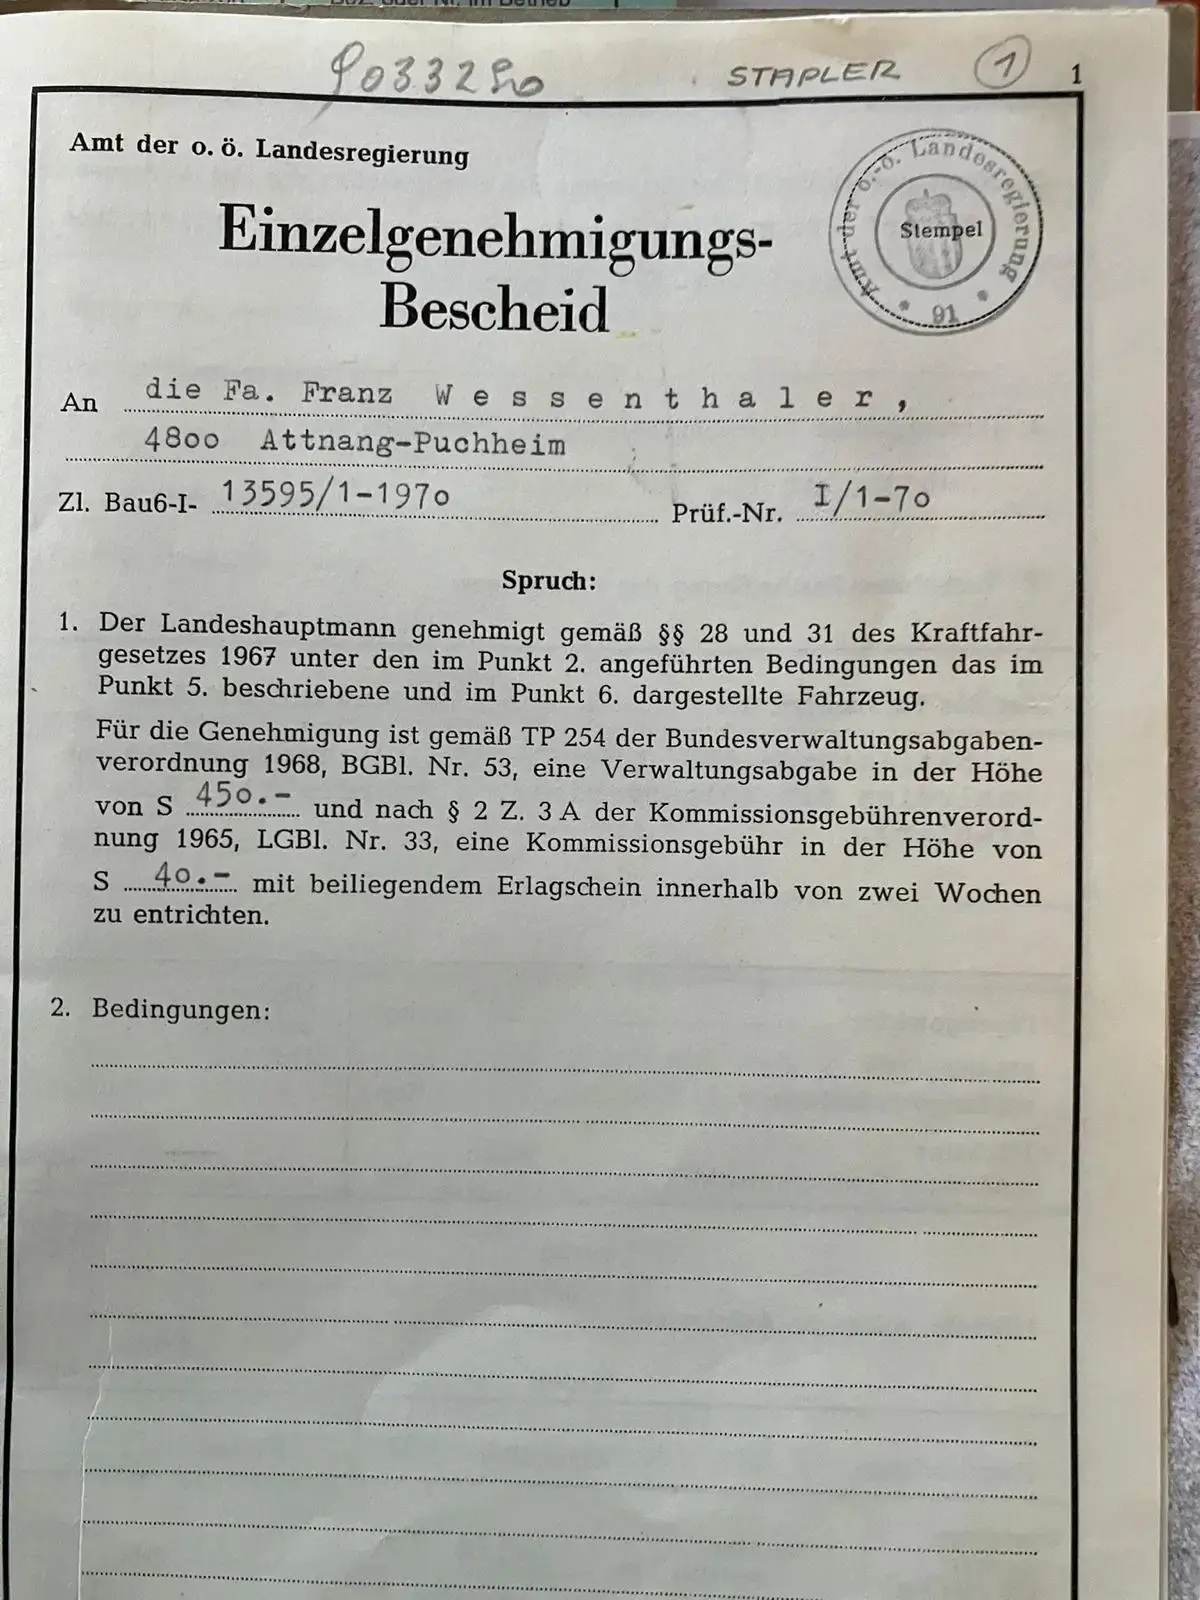 STAPLER 1 1
Amt der o. ö. Landesregierung
Einzelgenehmigungs-
Bescheid
Amt der o.-ö. Landesregierung
Stempel
* 91 *
An die Fa. Franz Wessenthaler,
4800 Attnang-Puchheim
Zl. Bau6-I- 13595/1-1970 Prüf.-Nr. I/1-70
Spruch:
1. Der Landeshauptmann genehmigt gemäß §§ 28 und 31 des Kraftfahr-
gesetzes 1967 unter den im Punkt 2. angeführten Bedingungen das im
Punkt 5. beschriebene und im Punkt 6. dargestellte Fahrzeug.
Für die Genehmigung ist gemäß TP 254 der Bundesverwaltungsabgaben-
verordnung 1968, BGBl. Nr. 53, eine Verwaltungsabgabe in der Höhe
von S 450.- und nach § 2 Z. 3 A der Kommissionsgebührenverord-
nung 1965, LGBl. Nr. 33, eine Kommissionsgebühr in der Höhe von
S 40.- mit beiliegendem Erlagschein innerhalb von zwei Wochen
zu entrichten.
2. Bedingungen: